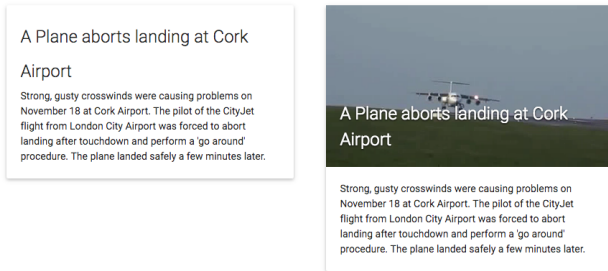 A Plane aborts landing at Cork
Airport
Strong, gusty crosswinds were causing problems on
November 18 at Cork Airport. The pilot of the CityJet
flight from London City Airport was forced to abort
landing after touchdown and perform a 'go around'
procedure. The plane landed safely a few minutes later.
A Plane aborts landing at Cork
Airport
Strong, gusty crosswinds were causing problems on
November 18 at Cork Airport. The pilot of the CityJet
flight from London City Airport was forced to abort
landing after touchdown and perform a 'go around'
procedure. The plane landed safely a few minutes later.